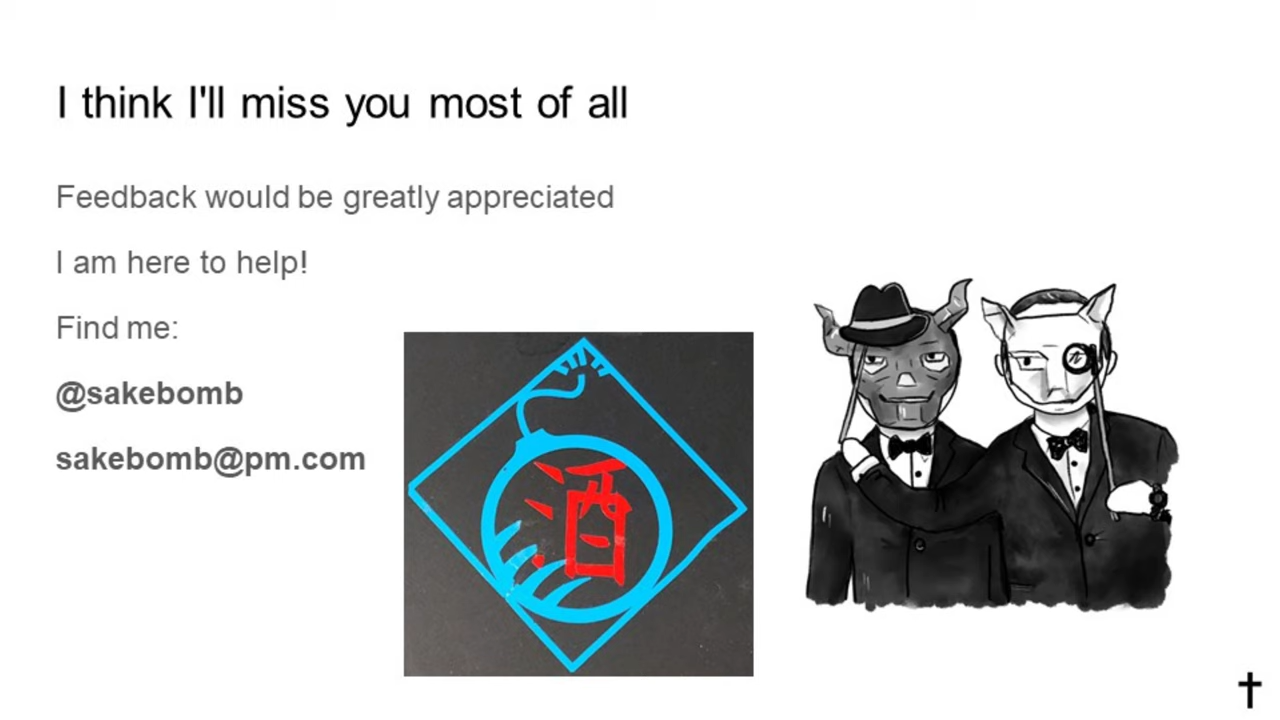 I think I'll miss you most of all
Feedback would be greatly appreciated
I am here to help!
Find me:
@sakebomb
sakebomb@pm.com
酒